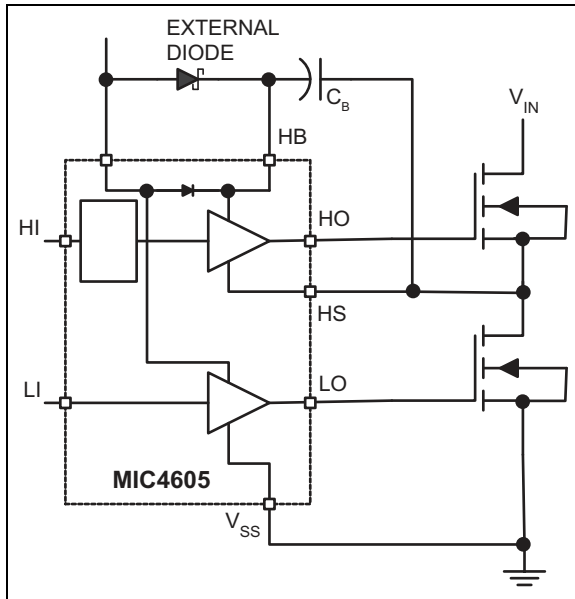 EXTERNAL
DIODE
C_B
V_IN
HB
HI
HO
HS
LI
LO
MIC4605
V_SS